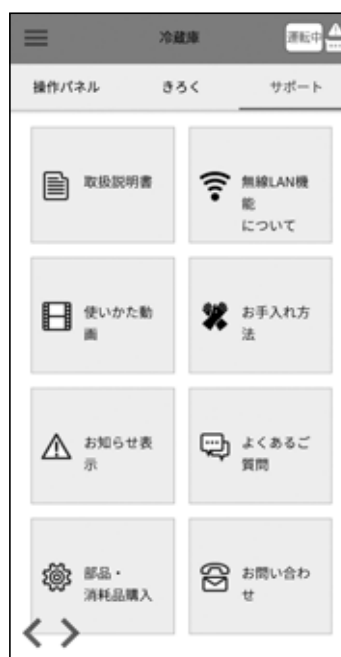 冷蔵庫
運転中
操作パネル
きろく
サポート
取扱説明書
無線LAN機
能
について
使いかた動
画
お手入れ方
法
お知らせ表
示
よくあるご
質問
部品・
消耗品購入
お問い合わ
せ